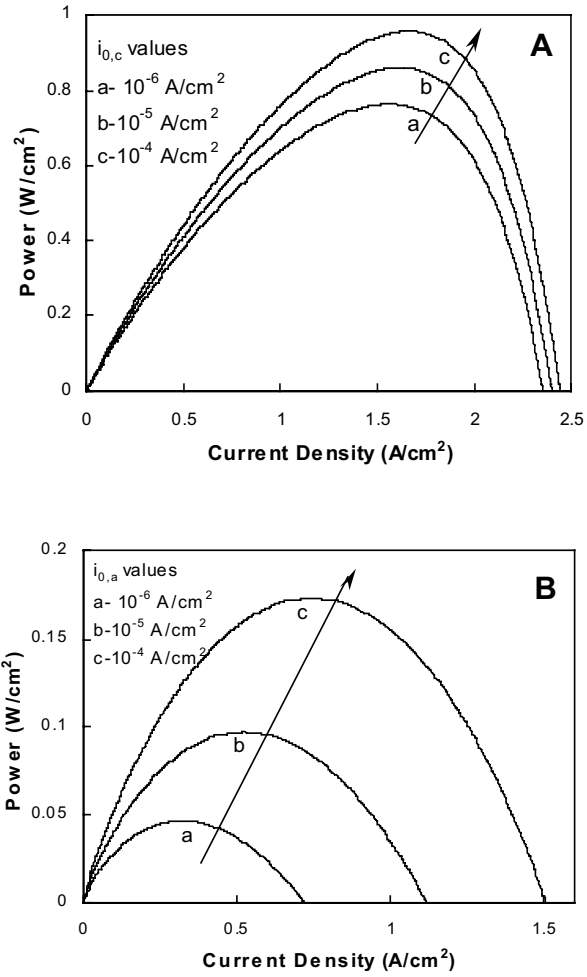 A
i0,c values
a- 10-6 A/cm2
b-10-5 A/cm2
c-10-4 A/cm2
c
b
a
Power (W/cm2)
1
0.8
0.6
0.4
0.2
0
0 0.5 1 1.5 2 2.5
Current Density (A/cm2)
B
i0,a values
a- 10-6 A/cm2
b-10-5 A/cm2
c-10-4 A/cm2
c
b
a
Power (W/cm2)
0.2
0.15
0.1
0.05
0
0 0.5 1 1.5
Current Density (A/cm2)